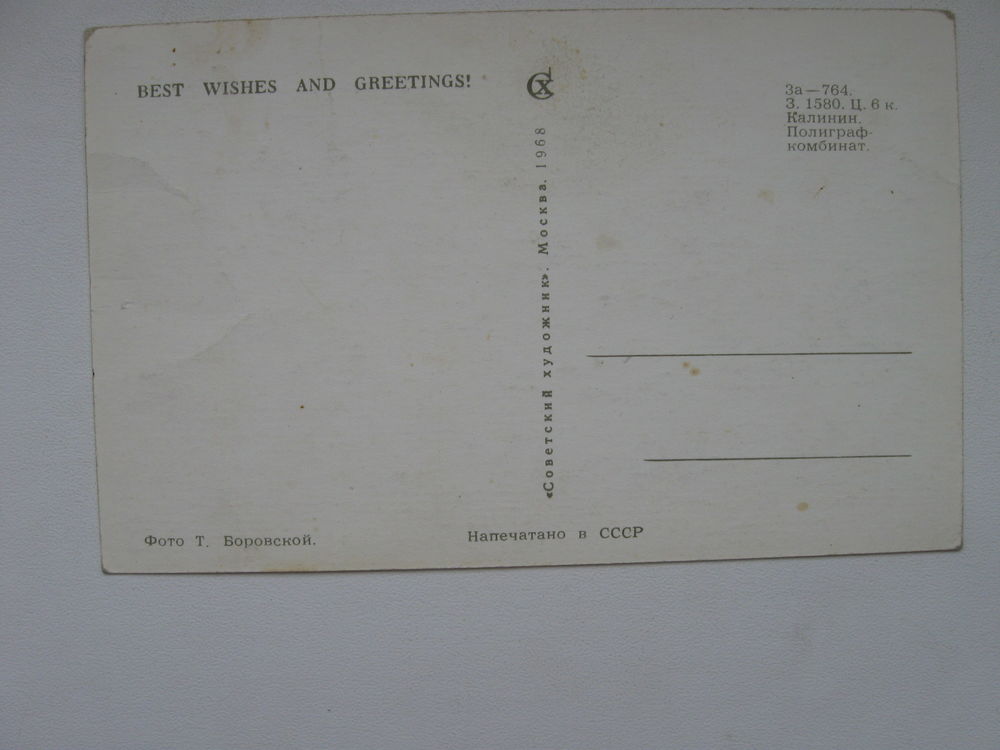 BEST WISHES AND GREETINGS!
СХ
«Советский художник». Москва. 1968
За—764.
З. 1580. Ц. 6 к.
Калинин.
Полиграф-
комбинат.
Фото Т. Боровской.
Напечатано в СССР